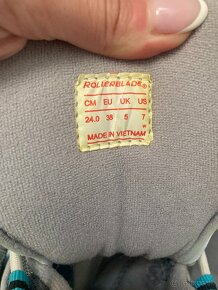 ROLLERBLADE®
CM EU UK US
24.0 38 5 7
W
MADE IN VIETNAM